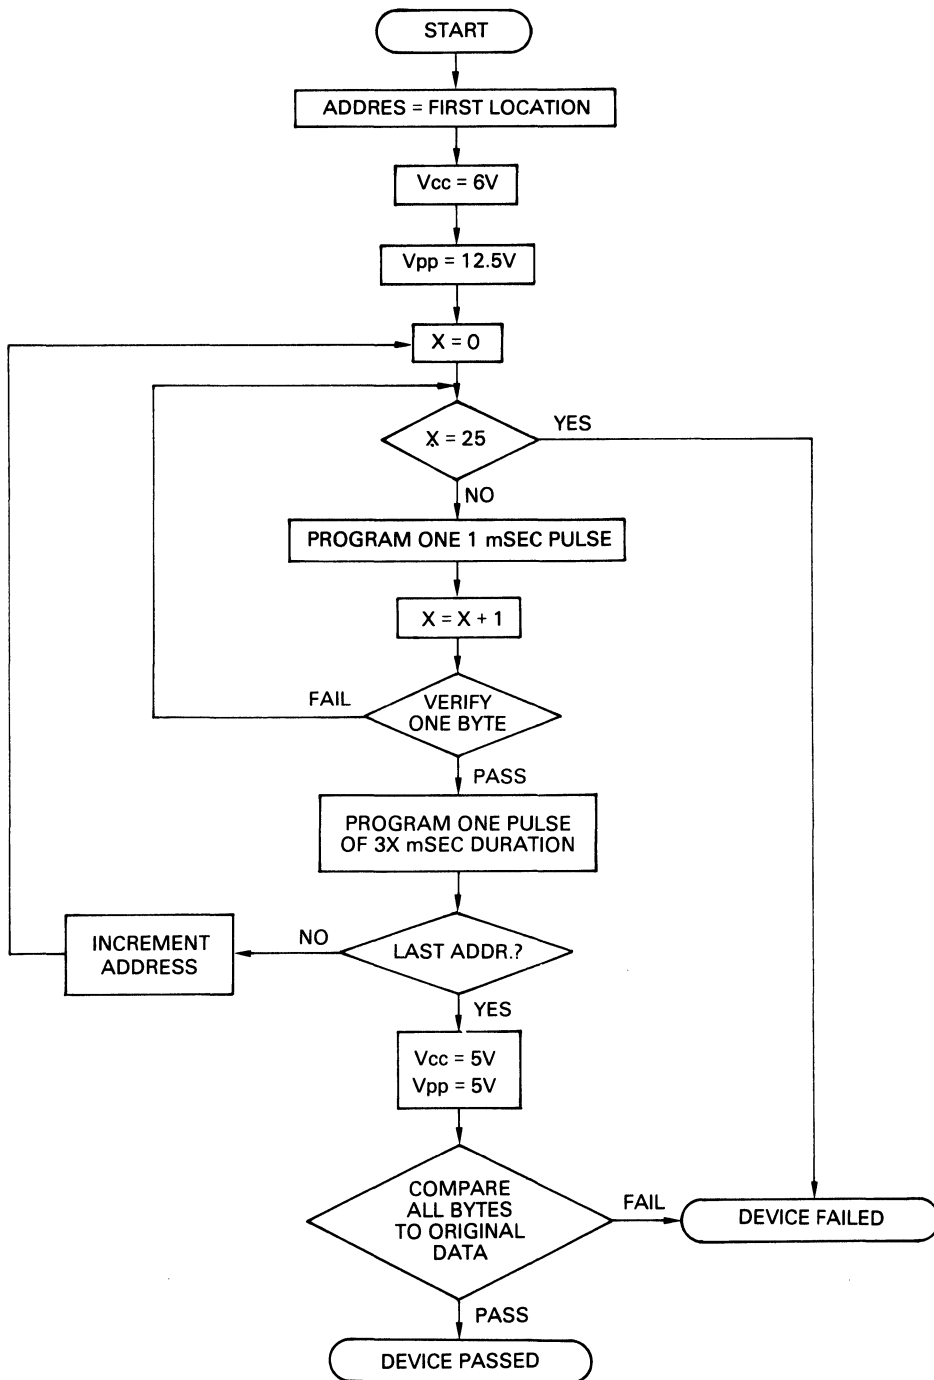 START
ADDRES = FIRST LOCATION
Vcc = 6V
Vpp = 12.5V
X = 0
X = 25
YES
NO
PROGRAM ONE 1 mSEC PULSE
X = X + 1
FAIL
VERIFY
ONE BYTE
PASS
PROGRAM ONE PULSE
OF 3X mSEC DURATION
INCREMENT
ADDRESS
NO
LAST ADDR.?
YES
Vcc = 5V
Vpp = 5V
COMPARE
ALL BYTES
TO ORIGINAL
DATA
FAIL
DEVICE FAILED
PASS
DEVICE PASSED